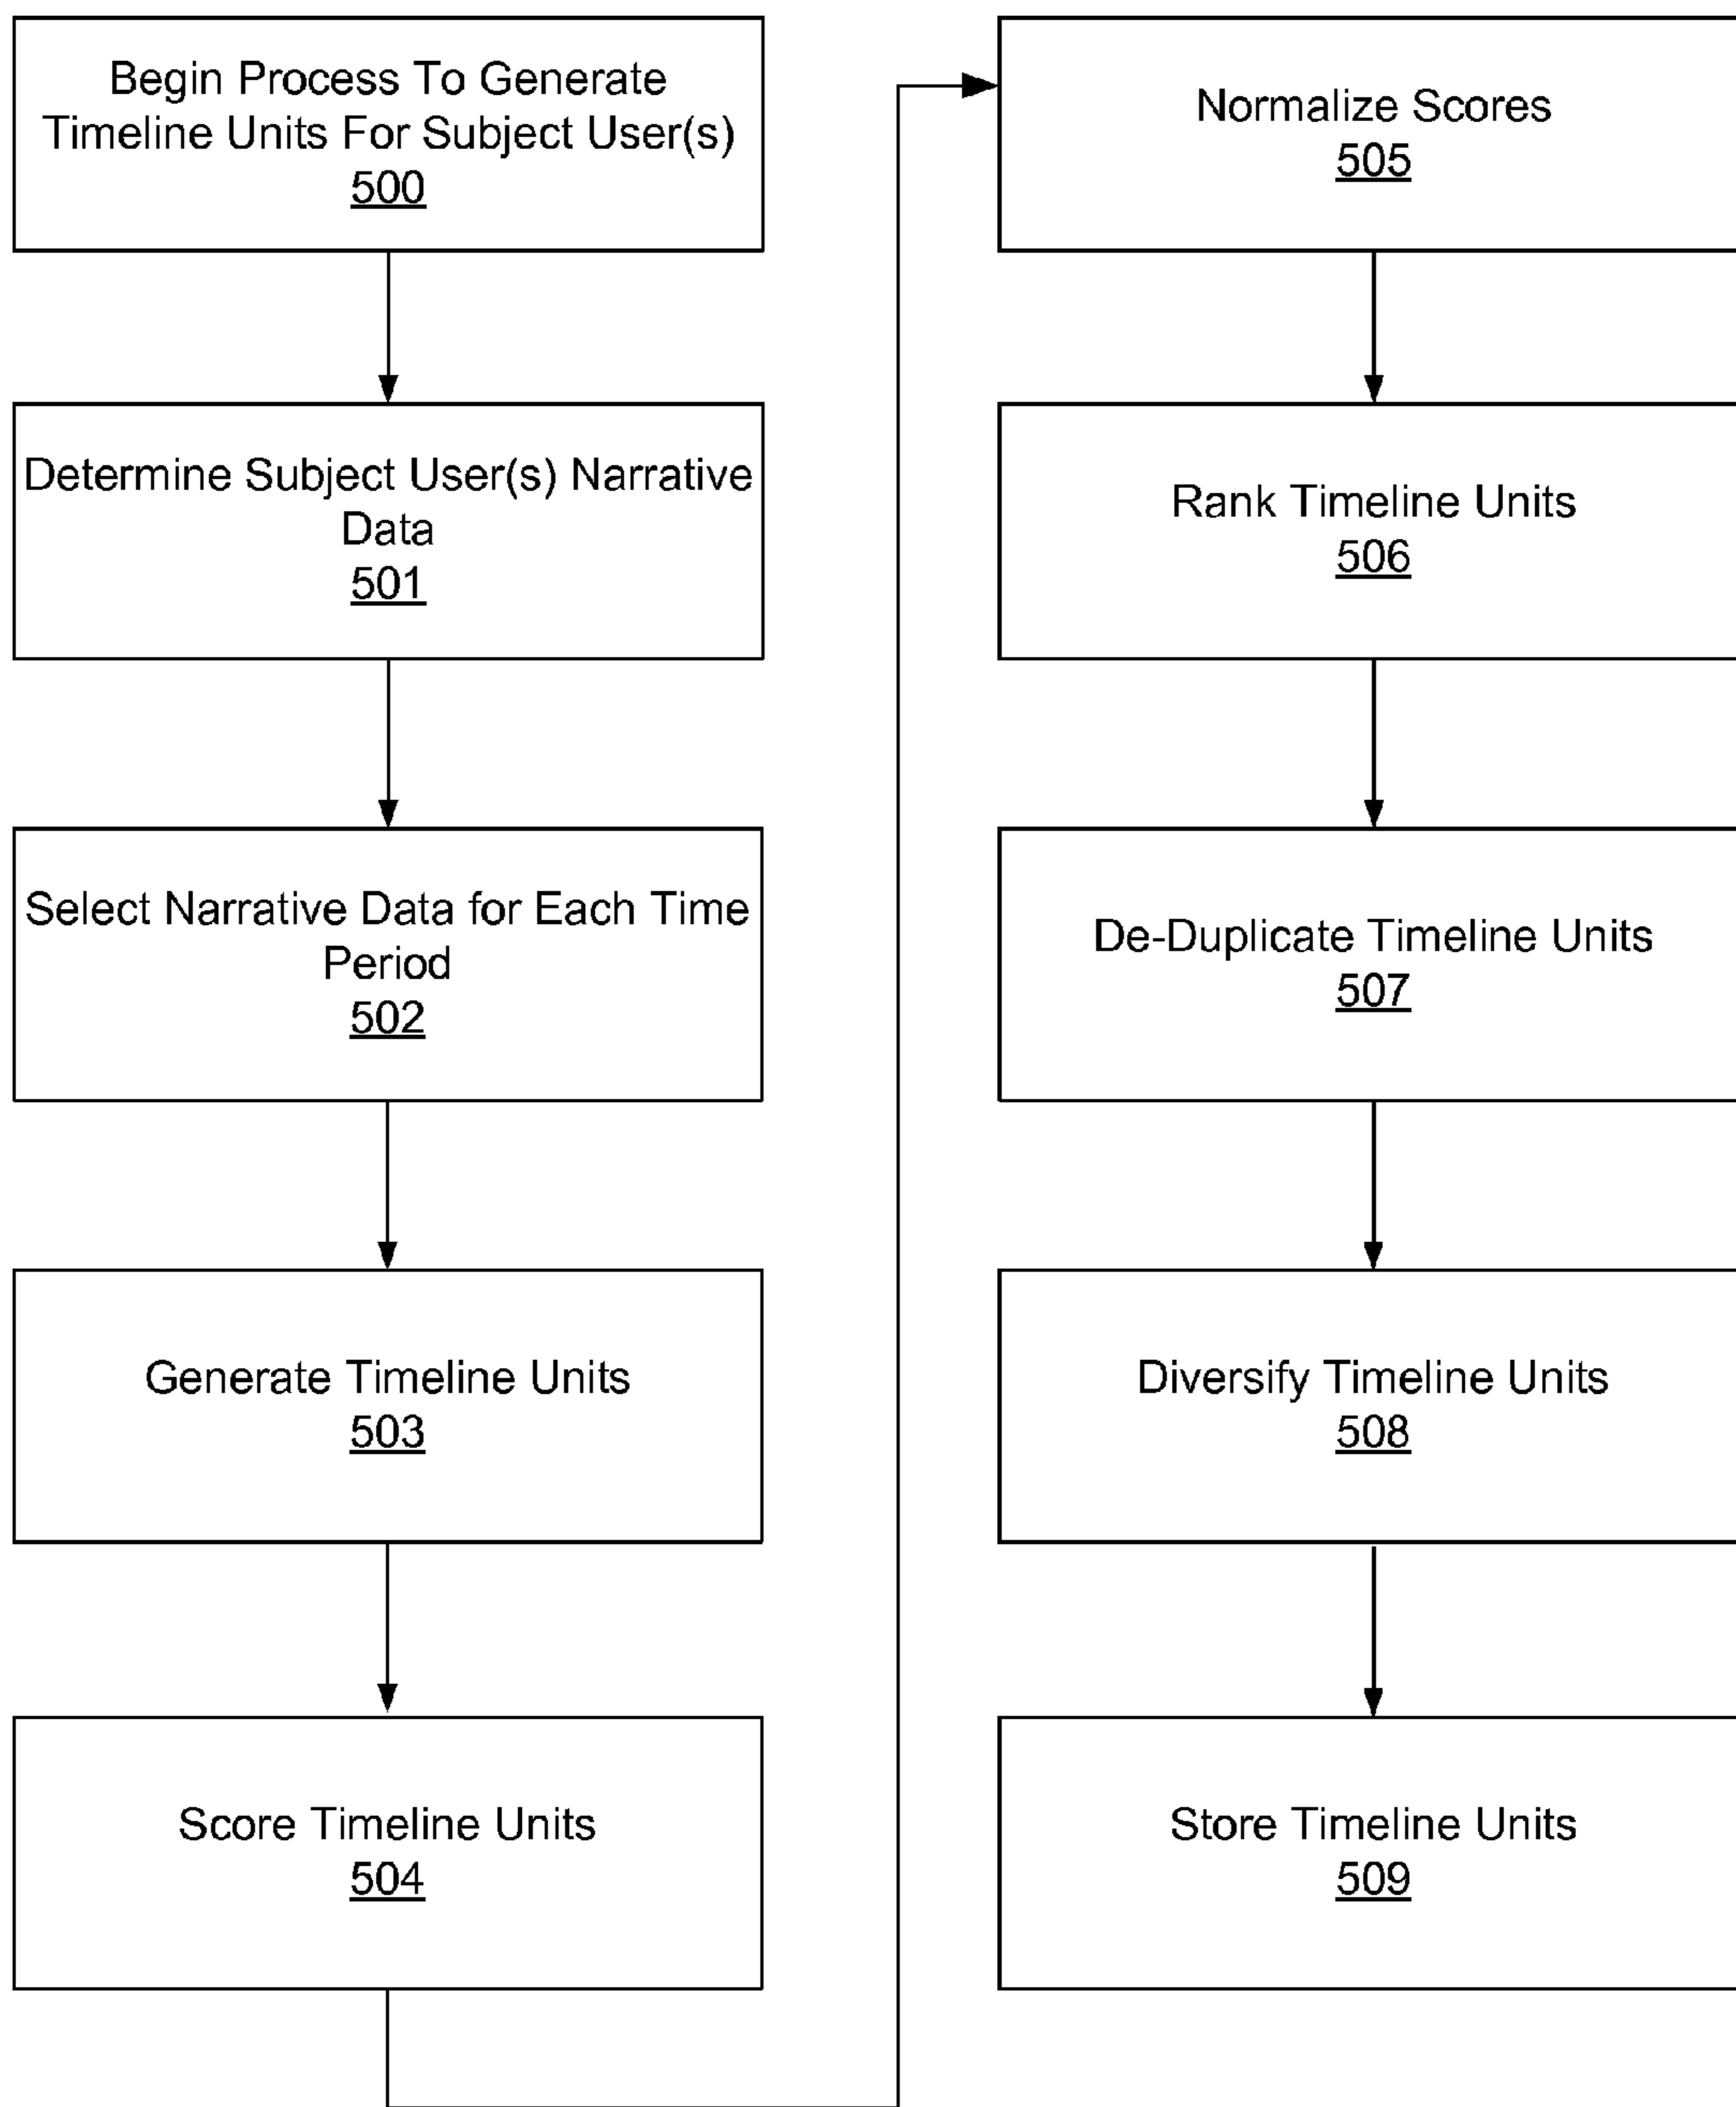 Begin Process To Generate
Timeline Units For Subject User(s)
500
Determine Subject User(s) Narrative
Data
501
Select Narrative Data for Each Time
Period
502
Generate Timeline Units
503
Score Timeline Units
504
Normalize Scores
505
Rank Timeline Units
506
De-Duplicate Timeline Units
507
Diversify Timeline Units
508
Store Timeline Units
509